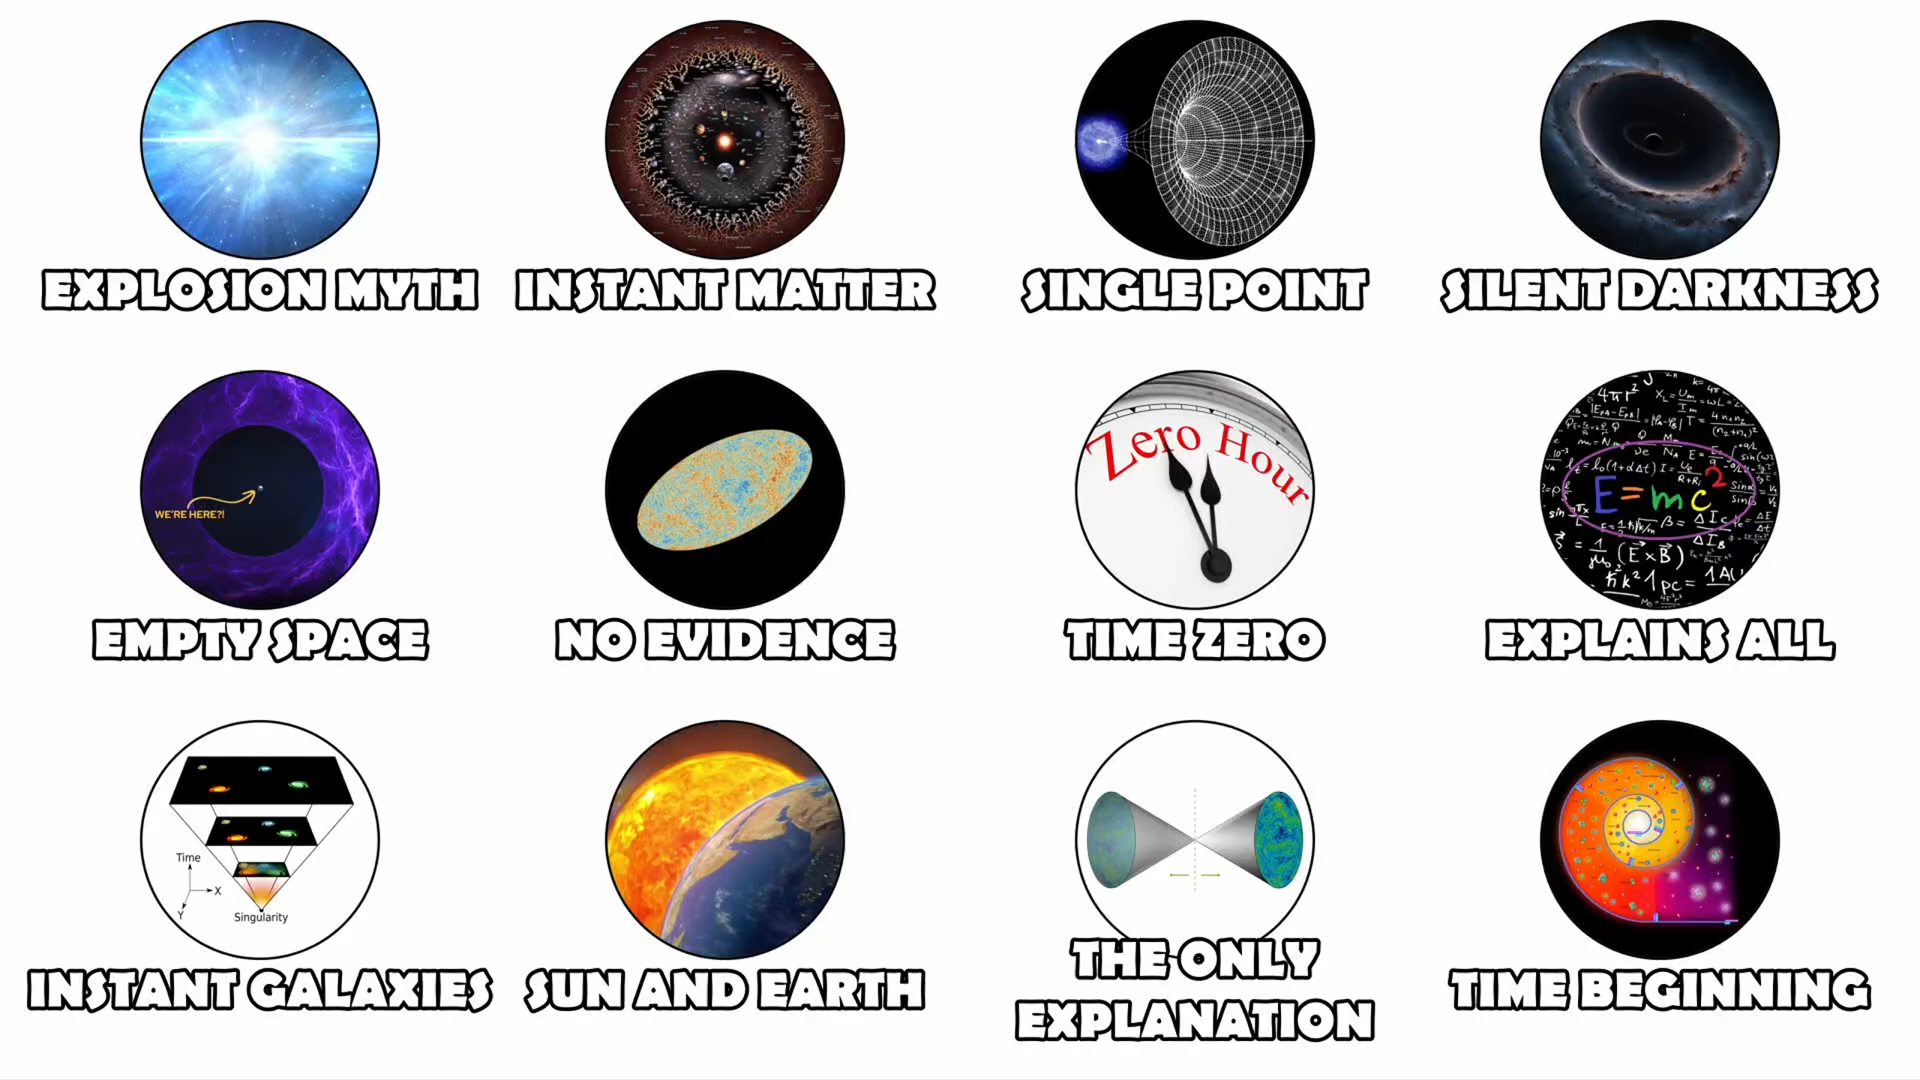 EXPLOSION MYTH
INSTANT MATTER
SINGLE POINT
SILENT DARKNESS
WE'RE HERE?!
Zero Hour
E=mc²
EMPTY SPACE
NO EVIDENCE
TIME ZERO
EXPLAINS ALL
Time
X
Y
Singularity
INSTANT GALAXIES
SUN AND EARTH
THE ONLY
EXPLANATION
TIME BEGINNING